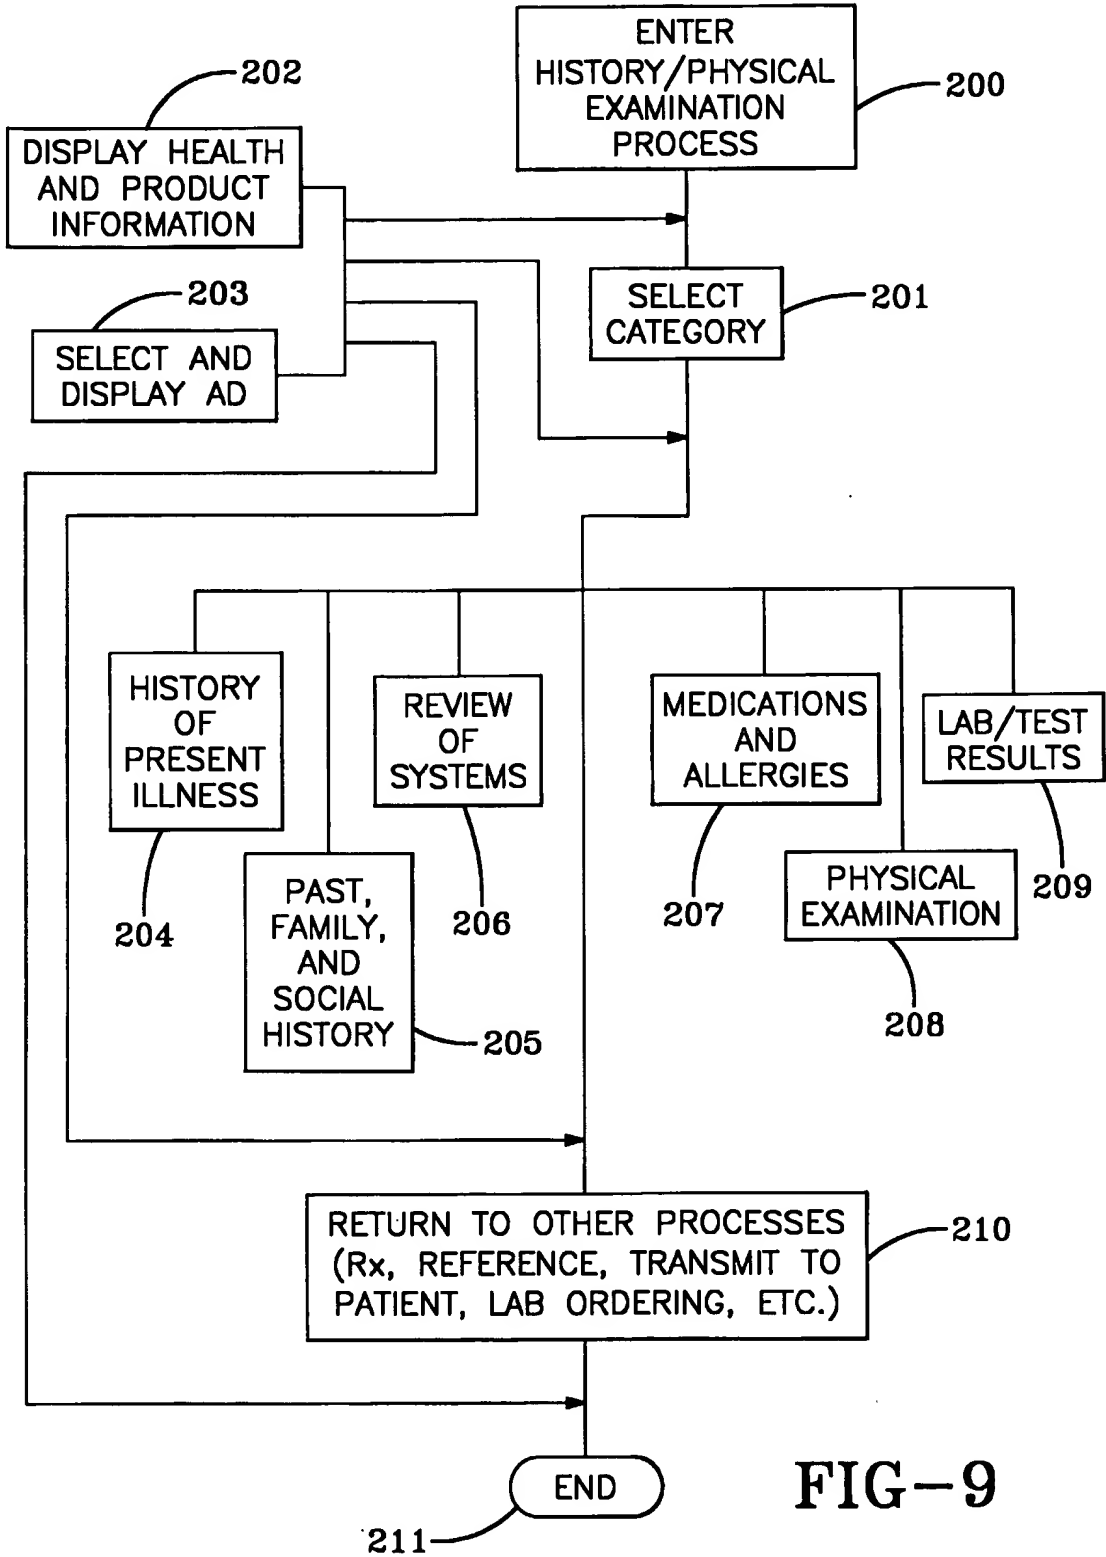 ENTER
HISTORY/PHYSICAL
EXAMINATION
PROCESS
200
202
DISPLAY HEALTH
AND PRODUCT
INFORMATION
203
SELECT AND
DISPLAY AD
SELECT
CATEGORY
201
HISTORY
OF
PRESENT
ILLNESS
204
PAST,
FAMILY,
AND
SOCIAL
HISTORY
205
REVIEW
OF
SYSTEMS
206
MEDICATIONS
AND
ALLERGIES
207
PHYSICAL
EXAMINATION
208
LAB/TEST
RESULTS
209
RETURN TO OTHER PROCESSES
(Rx, REFERENCE, TRANSMIT TO
PATIENT, LAB ORDERING, ETC.)
210
END
211
FIG-9